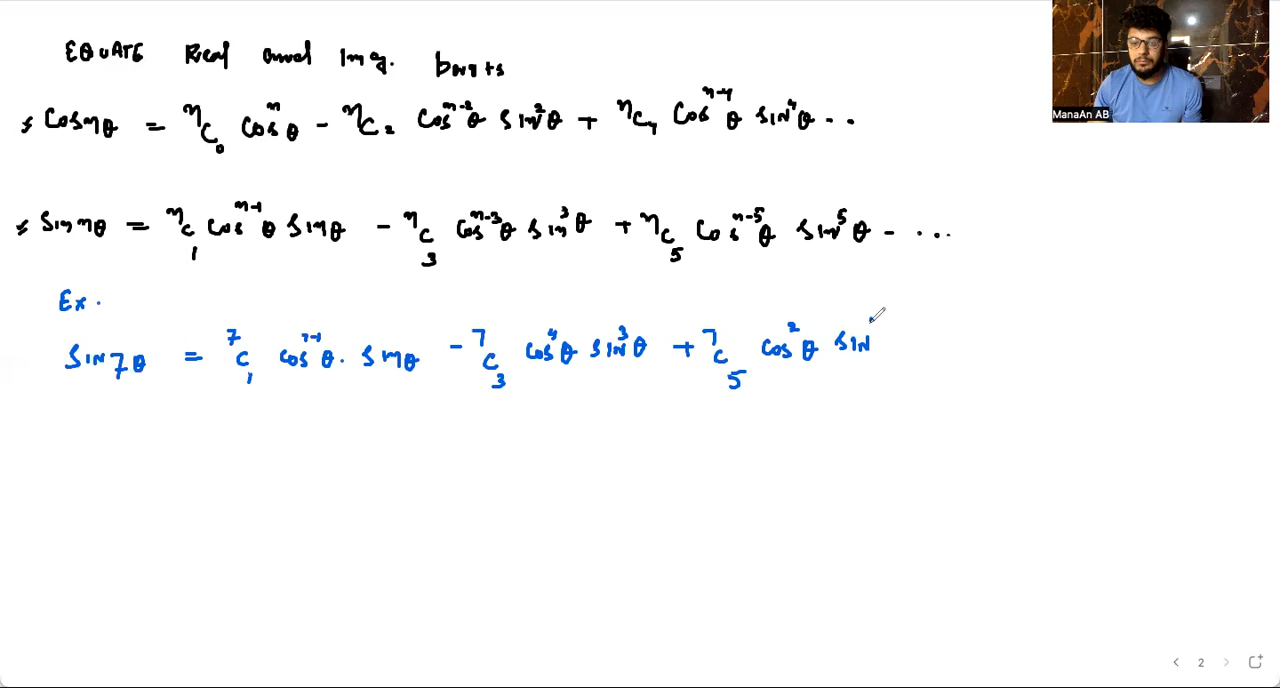 EQUATE Real and Img. parts
ManaAn AB
Cos nθ = ⁿC₀ cosⁿθ - ⁿC₂ cosⁿ⁻²θ sin²θ + ⁿC₄ cosⁿ⁻⁴θ sin⁴θ ..
Sin nθ = ⁿC₁ cosⁿ⁻¹θ sinθ - ⁿC₃ cosⁿ⁻³θ sin³θ + ⁿC₅ cosⁿ⁻⁵θ sin⁵θ - ...
Ex.
Sin 7θ = ⁷C₁ cos⁷⁻¹θ. sinθ - ⁷C₃ cos⁴θ sin³θ + ⁷C₅ cos²θ sin
< 2 >